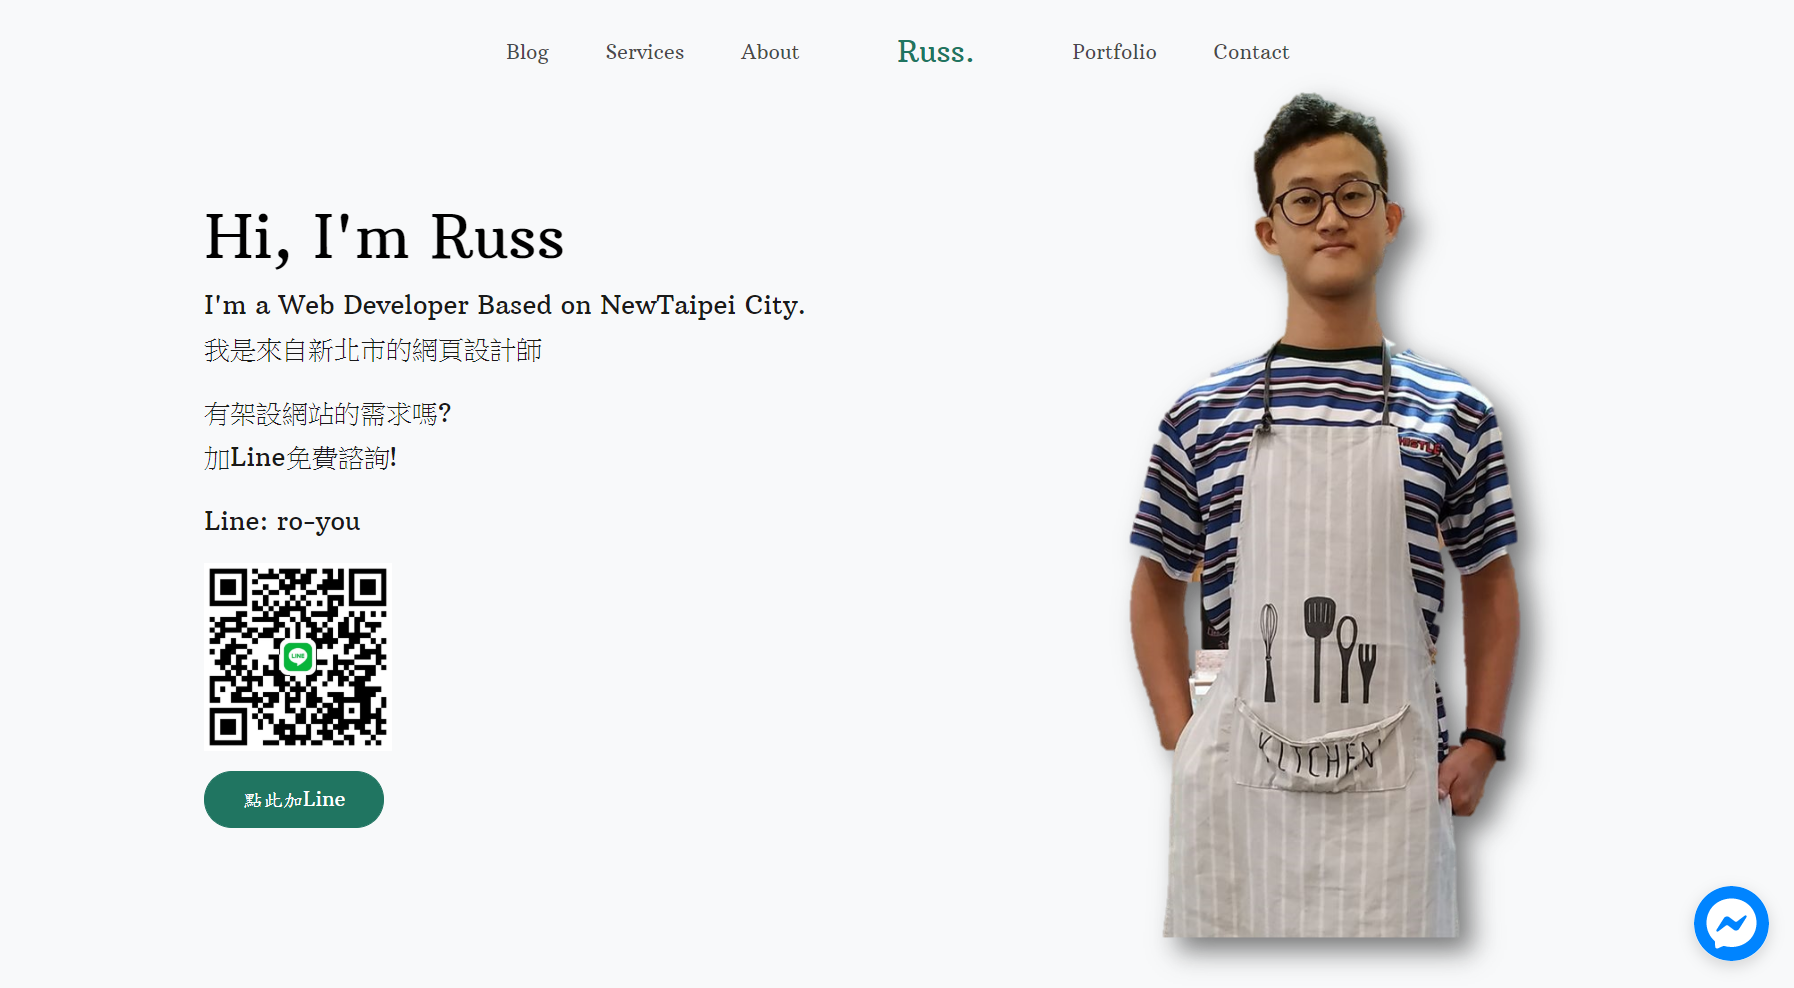 Blog Services About Russ. Portfolio Contact
Hi, I'm Russ
I'm a Web Developer Based on NewTaipei City.
我是來自新北市的網頁設計師
有架設網站的需求嗎?
加Line免費諮詢!
Line: ro-you
LINE
點此加Line
KITCHEN